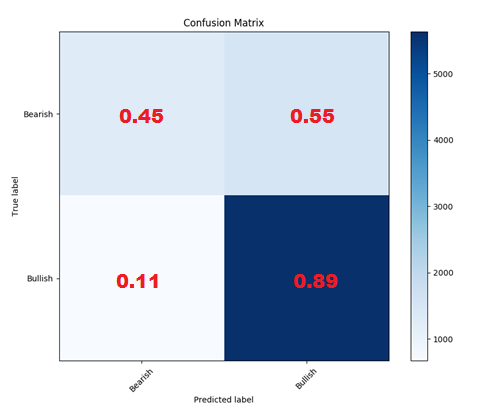 Confusion Matrix
Bearish
0.45
0.55
5000
4000
3000
2000
1000
True label
Bullish
0.11
0.89
Bearish
Bullish
Predicted label